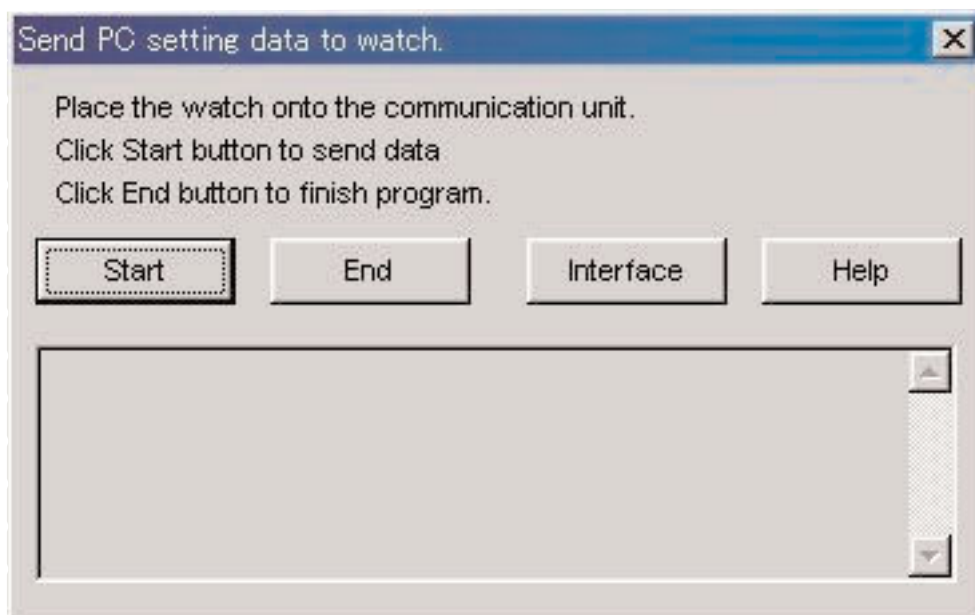 Send PC setting data to watch.
Place the watch onto the communication unit.
Click Start button to send data
Click End button to finish program.
Start End Interface Help